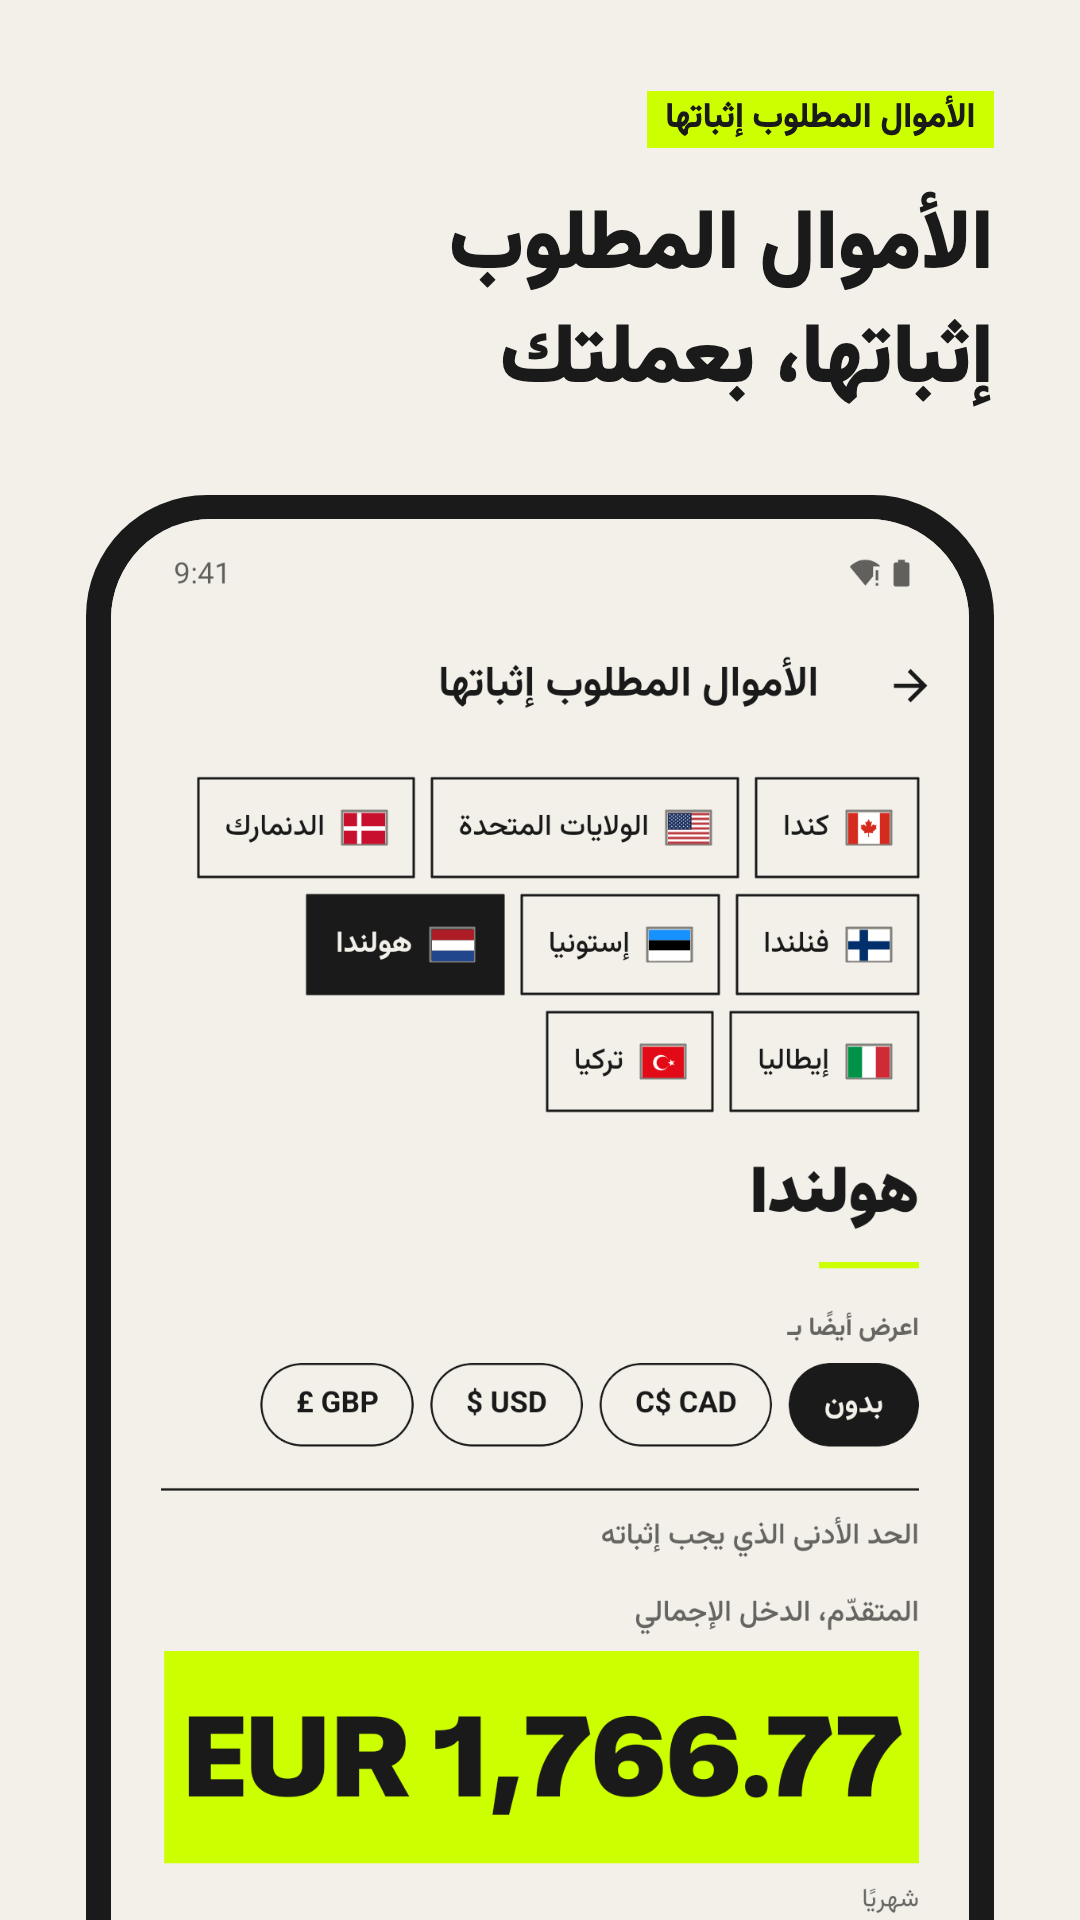 الأموال المطلوب إثباتها
الأموال المطلوب
إثباتها، بعملتك
9:41
الأموال المطلوب إثباتها
كندا
الولايات المتحدة
الدنمارك
فنلندا
إستونيا
هولندا
إيطاليا
تركيا
هولندا
اعرض أيضًا بـ
بدون
C$ CAD
$ USD
£ GBP
الحد الأدنى الذي يجب إثباته
المتقدّم، الدخل الإجمالي
EUR 1,766.77
شهريًا